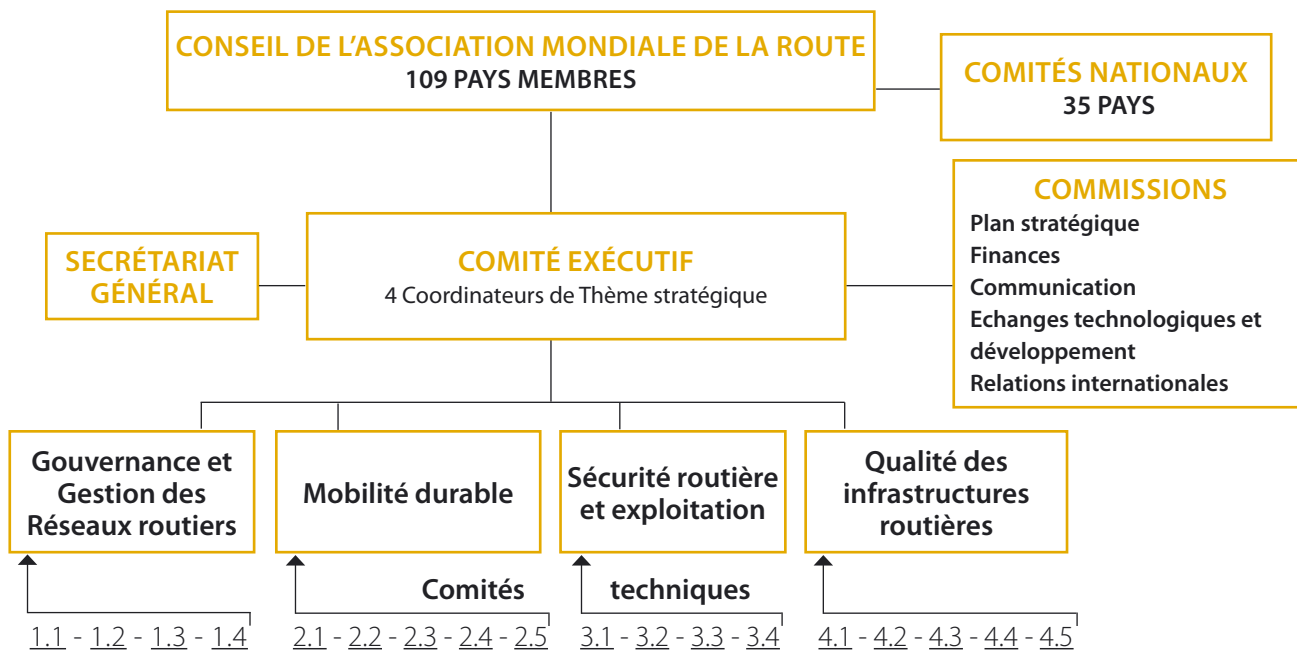 CONSEIL DE L’ASSOCIATION MONDIALE DE LA ROUTE
109 PAYS MEMBRES
COMITÉS NATIONAUX
35 PAYS
COMMISSIONS
Plan stratégique
Finances
Communication
Echanges technologiques et
développement
Relations internationales
SECRÉTARIAT
GÉNÉRAL
COMITÉ EXÉCUTIF
4 Coordinateurs de Thème stratégique
Gouvernance et
Gestion des
Réseaux routiers
Mobilité durable
Sécurité routière
et exploitation
Qualité des
infrastructures
routières
Comités techniques
1.1 - 1.2 - 1.3 - 1.4
2.1 - 2.2 - 2.3 - 2.4 - 2.5
3.1 - 3.2 - 3.3 - 3.4
4.1 - 4.2 - 4.3 - 4.4 - 4.5